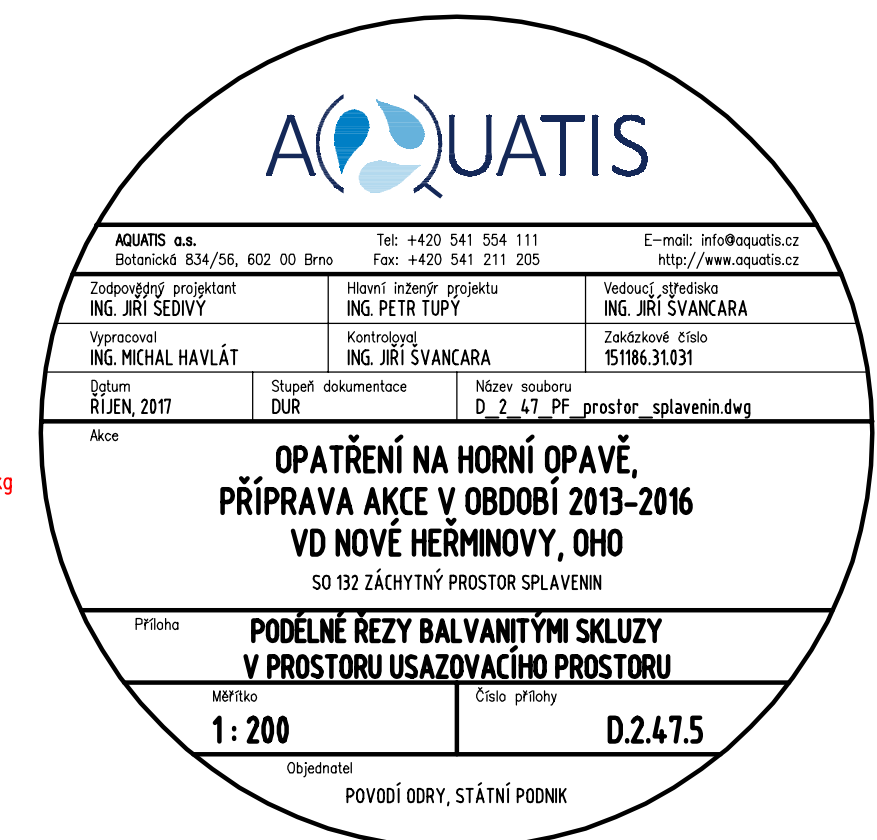 AQUATIS
AQUATIS a.s.
Botanická 834/56, 602 00 Brno
Tel: +420 541 554 111
Fax: +420 541 211 205
E-mail: info@aquatis.cz
http://www.aquatis.cz
Zodpovědný projektant
ING. JIŘÍ ŠEDIVÝ
Hlavní inženýr projektu
ING. PETR TUPÝ
Vedoucí střediska
ING. JIŘÍ ŠVANCARA
Vypracoval
ING. MICHAL HAVLÁT
Kontroloval
ING. JIŘÍ ŠVANCARA
Zakázkové číslo
151186.31.031
Datum
ŘÍJEN, 2017
Stupeň dokumentace
DUR
Název souboru
D_2_47_PF_prostor_splavenin.dwg
Akce
OPATŘENÍ NA HORNÍ OPAVĚ,
PŘÍPRAVA AKCE V OBDOBÍ 2013-2016
VD NOVÉ HEŘMINOVY, OHO
SO 132 ZÁCHYTNÝ PROSTOR SPLAVENIN
kg
Příloha
PODÉLNÉ ŘEZY BALVANITÝMI SKLUZY
V PROSTORU USAZOVACÍHO PROSTORU
Měřítko
1 : 200
Číslo přílohy
D.2.47.5
Objednatel
POVODÍ ODRY, STÁTNÍ PODNIK